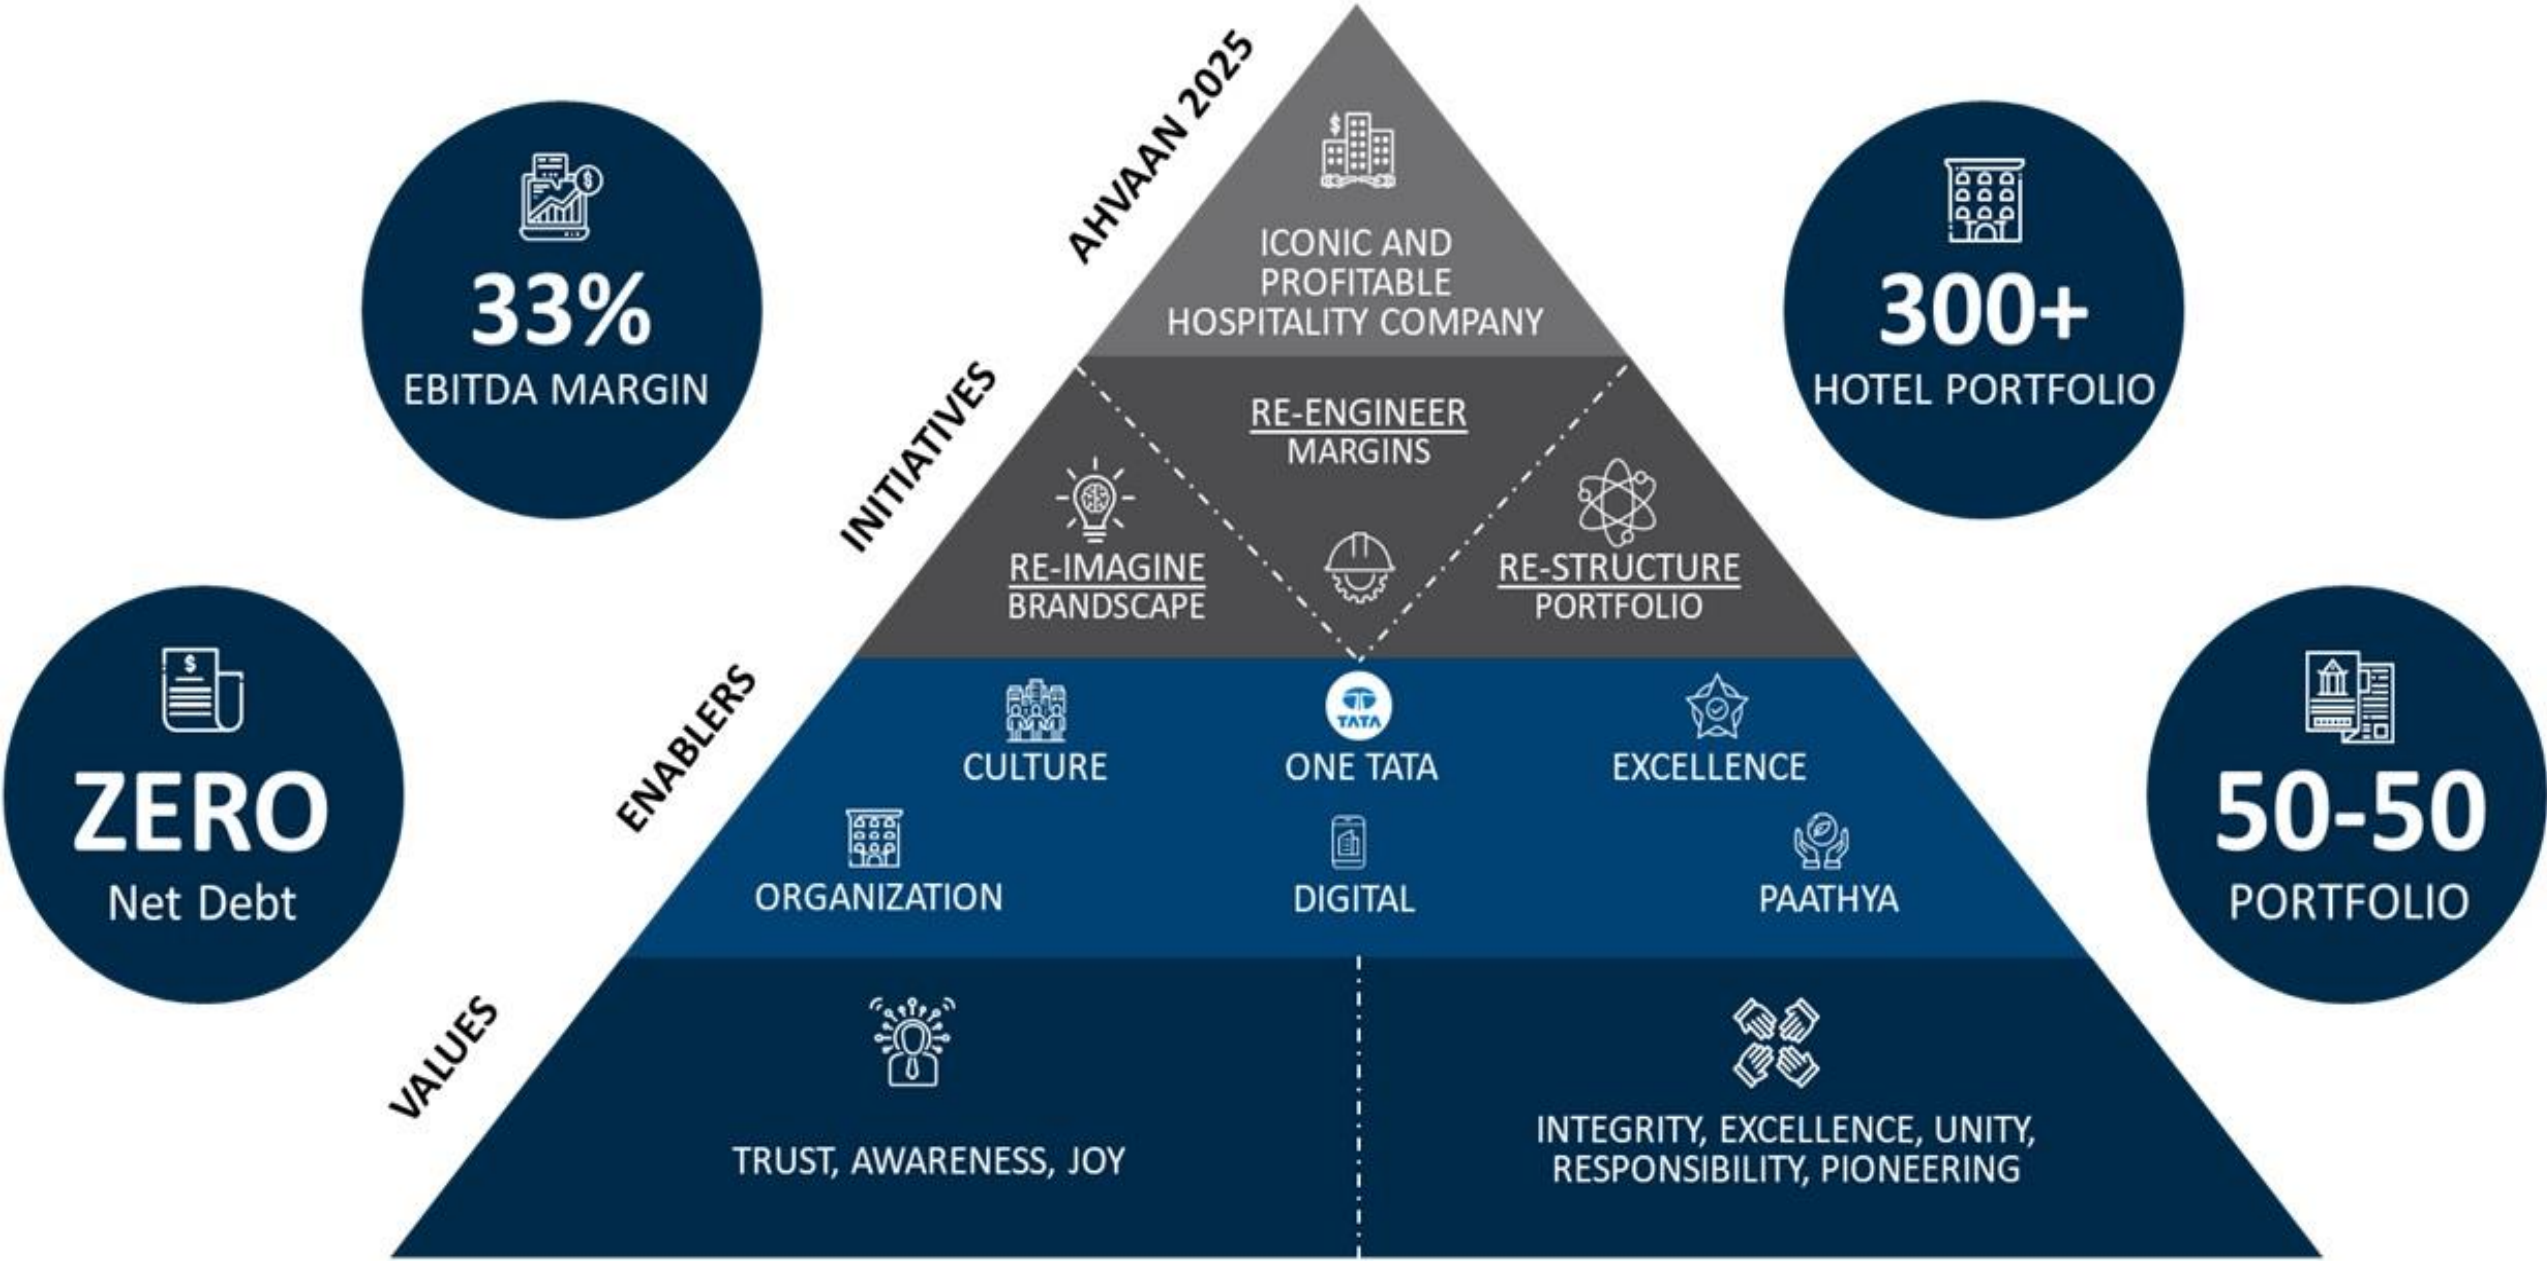 AHVAAN 2025
ICONIC AND
PROFITABLE
HOSPITALITY COMPANY
33%
EBITDA MARGIN
300+
HOTEL PORTFOLIO
INITIATIVES
RE-ENGINEER
MARGINS
RE-IMAGINE
BRANDSCAPE
RE-STRUCTURE
PORTFOLIO
$
ZERO
Net Debt
50-50
PORTFOLIO
ENABLERS
CULTURE
TATA
ONE TATA
EXCELLENCE
ORGANIZATION
DIGITAL
PAATHYA
VALUES
TRUST, AWARENESS, JOY
INTEGRITY, EXCELLENCE, UNITY,
RESPONSIBILITY, PIONEERING